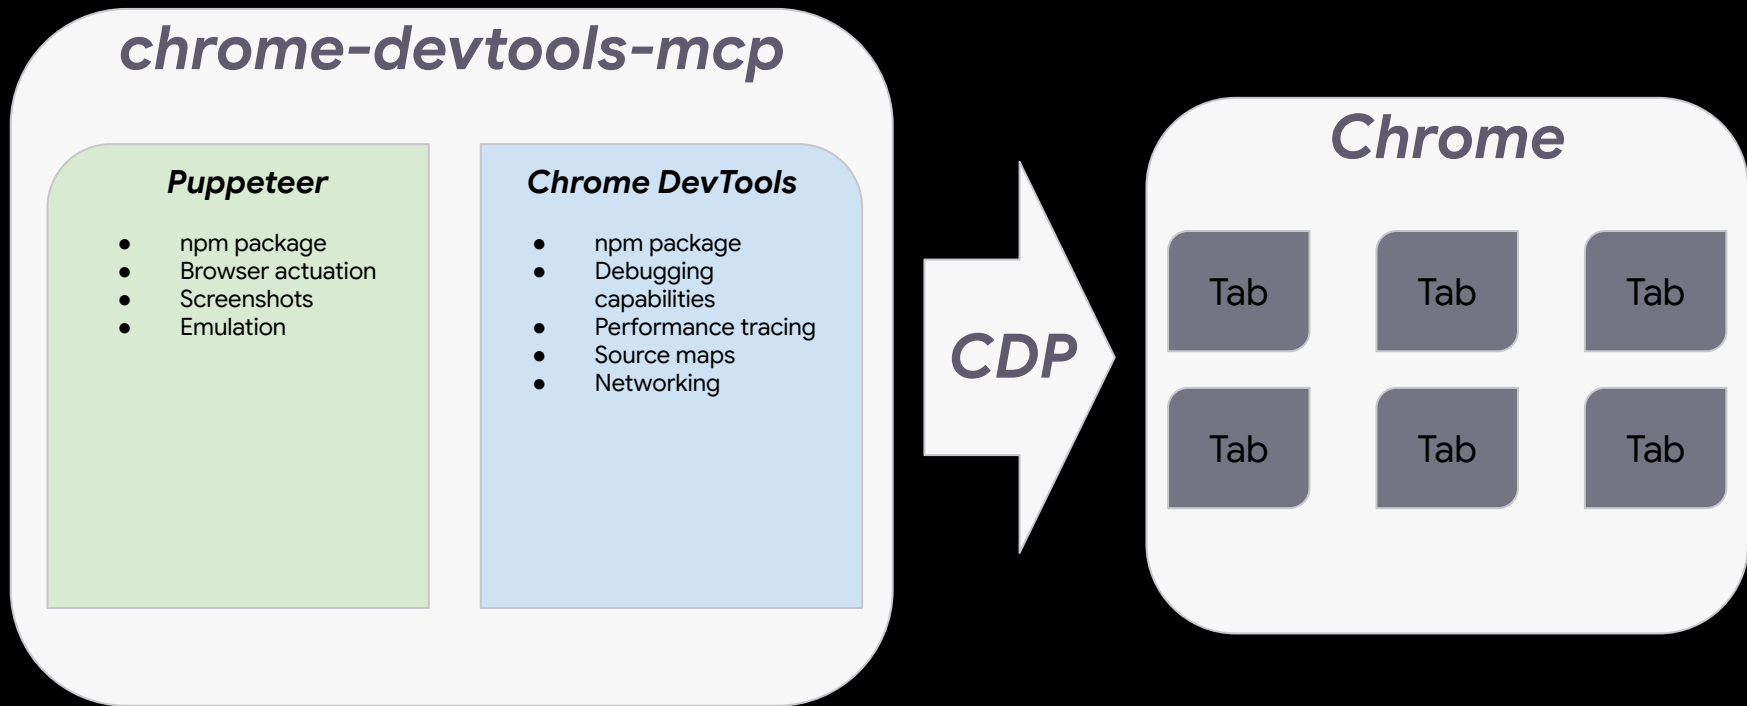 chrome-devtools-mcp
Puppeteer
● npm package
● Browser actuation
● Screenshots
● Emulation
Chrome DevTools
● npm package
● Debugging
capabilities
● Performance tracing
● Source maps
● Networking
CDP
Chrome
Tab Tab Tab
Tab Tab Tab